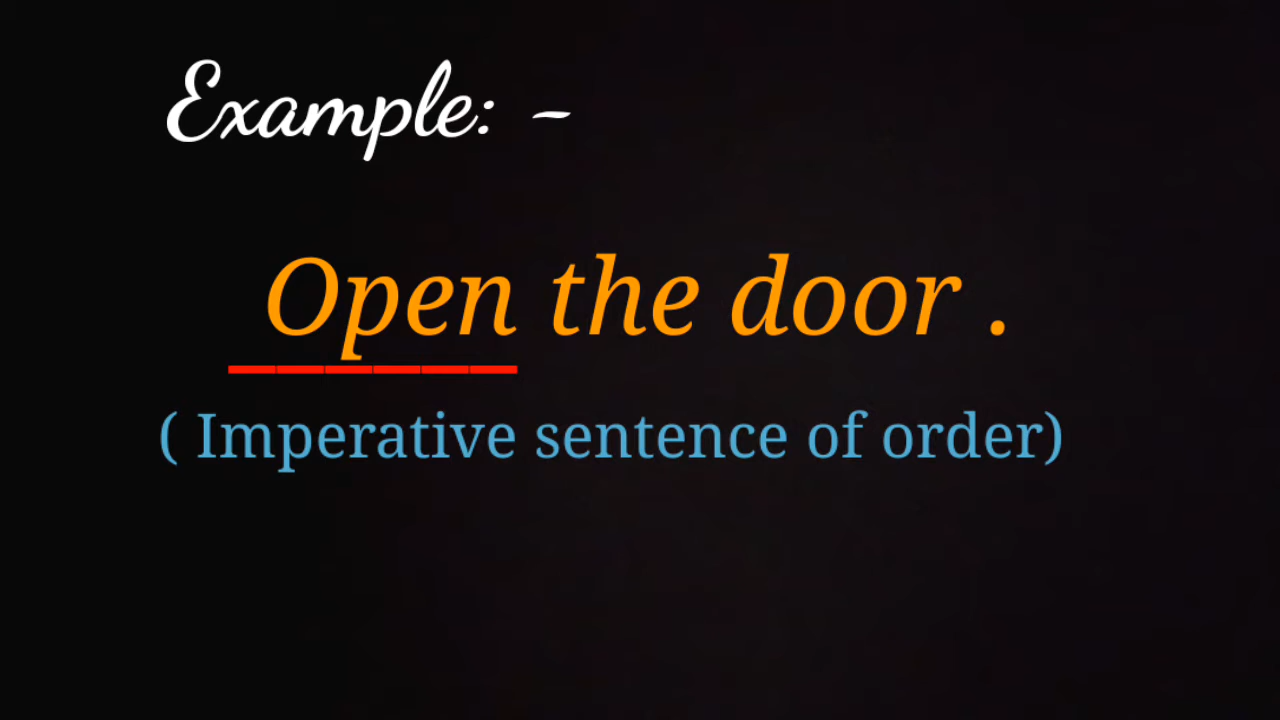 Example: -
Open the door .
( Imperative sentence of order)